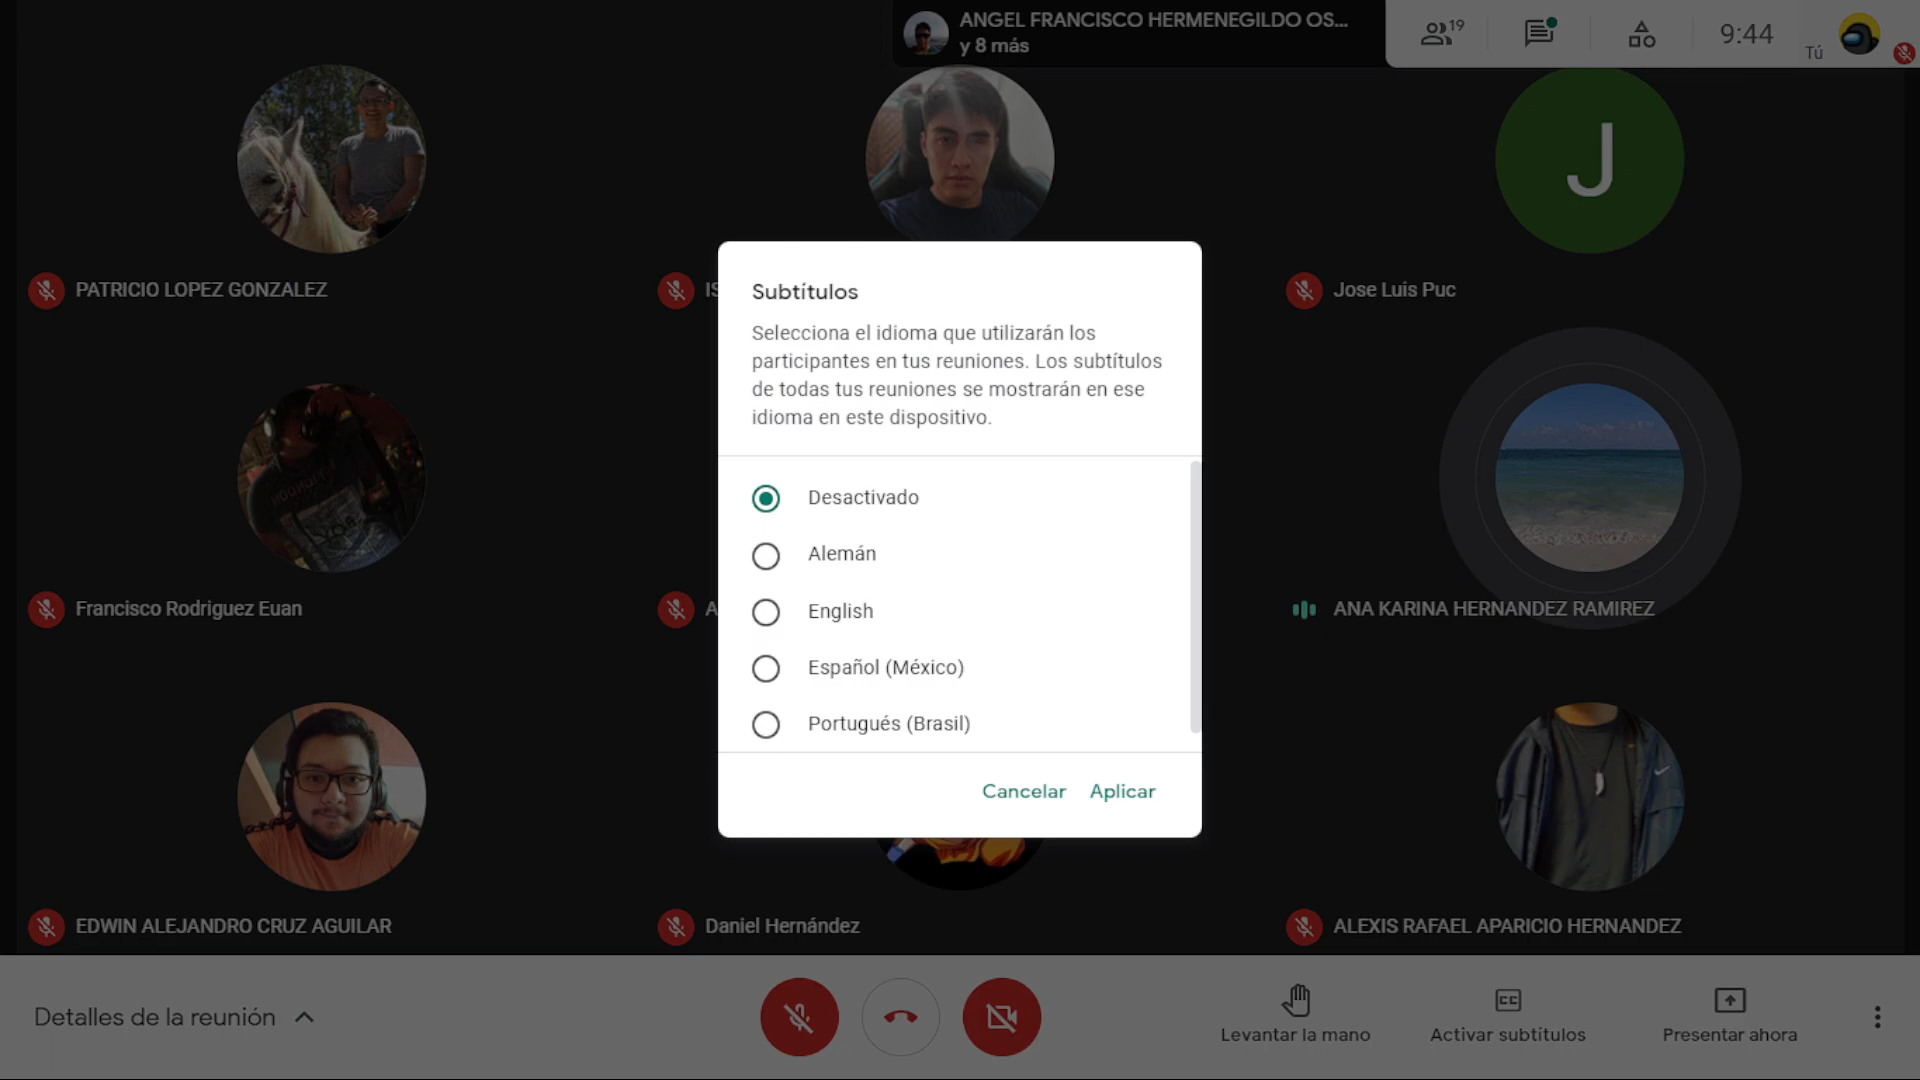 ANGEL FRANCISCO HERMENEGILDO OS...
y 8 más
19
9:44
Tú
J
PATRICIO LOPEZ GONZALEZ
IS
Jose Luis Puc
Subtítulos
Selecciona el idioma que utilizarán los
participantes en tus reuniones. Los subtítulos
de todas tus reuniones se mostrarán en ese
idioma en este dispositivo.
Desactivado
Alemán
English
Español (México)
Portugués (Brasil)
Cancelar Aplicar
Francisco Rodriguez Euan
A
ANA KARINA HERNANDEZ RAMIREZ
EDWIN ALEJANDRO CRUZ AGUILAR
Daniel Hernández
ALEXIS RAFAEL APARICIO HERNANDEZ
Detalles de la reunión
Levantar la mano
CC
Activar subtítulos
Presentar ahora